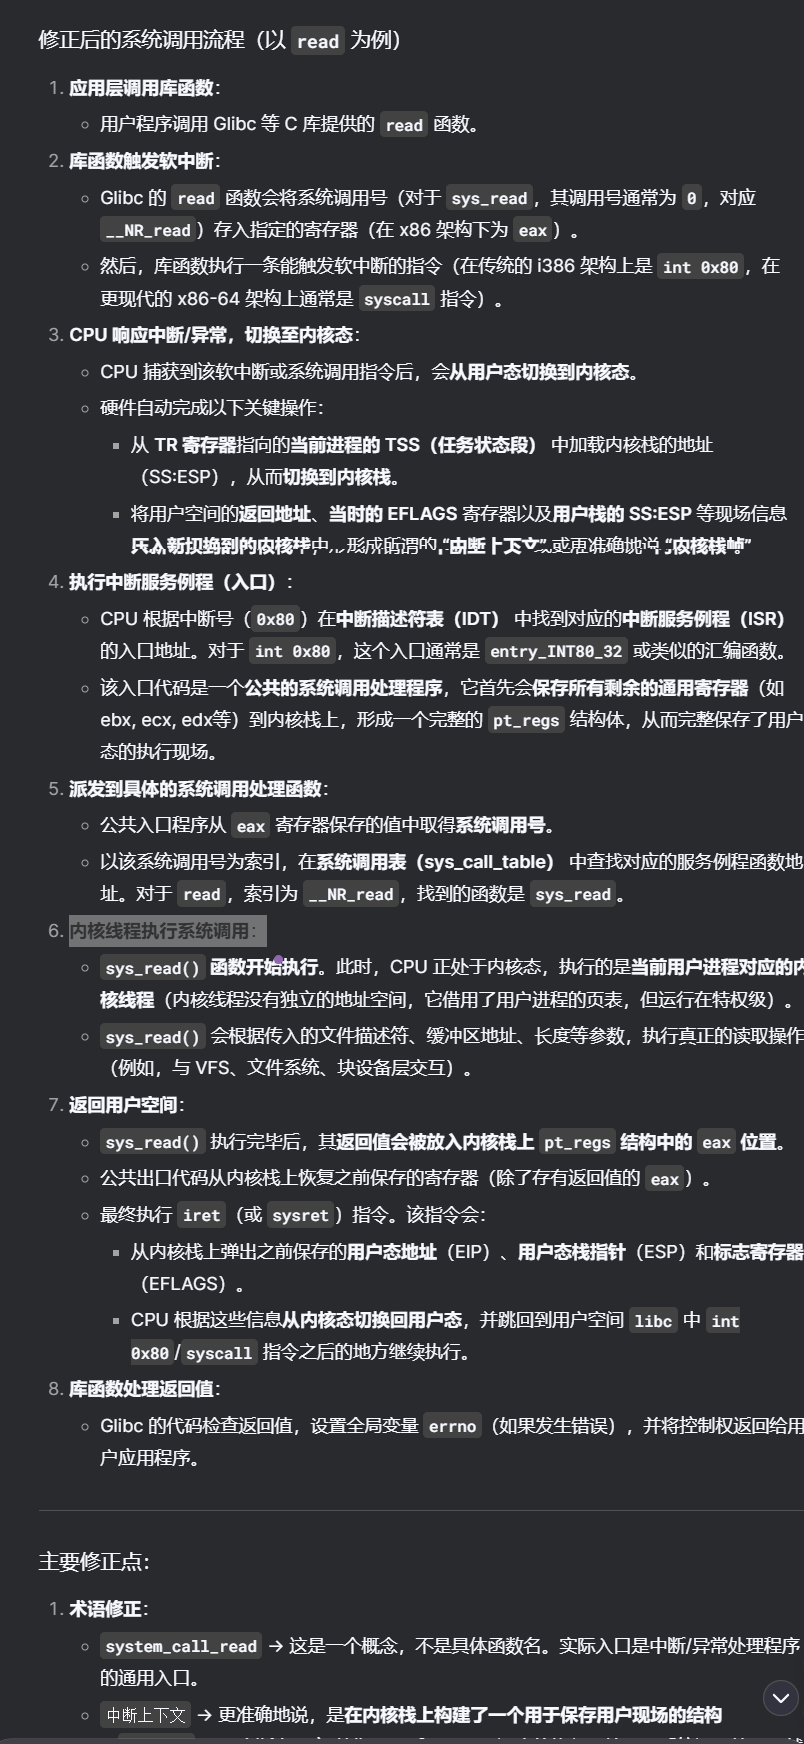 修正后的系统调用流程（以 read 为例）
1. 应用层调用库函数：
用户程序调用 Glibc 等 C 库提供的 read 函数。
2. 库函数触发软中断：
Glibc 的 read 函数会将系统调用号（对于 sys_read，其调用号通常为 0，对应
__NR_read）存入指定的寄存器（在 x86 架构下为 eax）。
然后，库函数执行一条能触发软中断的指令（在传统的 i386 架构上是 int 0x80，在
更现代的 x86-64 架构上通常是 syscall 指令）。
3. CPU 响应中断/异常，切换至内核态：
CPU 捕获到该软中断或系统调用指令后，会从用户态切换到内核态。
硬件自动完成以下关键操作：
从 TR 寄存器指向的当前进程的 TSS（任务状态段） 中加载内核栈的地址
（SS:ESP），从而切换到内核栈。
将用户空间的返回地址、当时的 EFLAGS 寄存器以及用户栈的 SS:ESP 等现场信息
压入新切换到的内核栈中，形成所谓的“中断上下文”或更准确地说“内核栈帧”
4. 执行中断服务例程（入口）：
CPU 根据中断号（0x80）在中断描述符表（IDT） 中找到对应的中断服务例程（ISR）
的入口地址。对于 int 0x80，这个入口通常是 entry_INT80_32 或类似的汇编函数。
该入口代码是一个公共的系统调用处理程序，它首先会保存所有剩余的通用寄存器（如
ebx, ecx, edx等）到内核栈上，形成一个完整的 pt_regs 结构体，从而完整保存了用户
态的执行现场。
5. 派发到具体的系统调用处理函数：
公共入口程序从 eax 寄存器保存的值中取得系统调用号。
以该系统调用号为索引，在系统调用表（sys_call_table） 中查找对应的服务例程函数地
址。对于 read，索引为 __NR_read，找到的函数是 sys_read。
6. 内核线程执行系统调用：
sys_read() 函数开始执行。此时，CPU 正处于内核态，执行的是当前用户进程对应的内
核线程（内核线程没有独立的地址空间，它借用了用户进程的页表，但运行在特权级）。
sys_read() 会根据传入的文件描述符、缓冲区地址、长度等参数，执行真正的读取操作
（例如，与 VFS、文件系统、块设备层交互）。
7. 返回用户空间：
sys_read() 执行完毕后，其返回值会被放入内核栈上 pt_regs 结构中的 eax 位置。
公共出口代码从内核栈上恢复之前保存的寄存器（除了存有返回值的 eax）。
最终执行 iret（或 sysret）指令。该指令会：
从内核栈上弹出之前保存的用户态地址（EIP）、用户态栈指针（ESP）和标志寄存器
（EFLAGS）。
CPU 根据这些信息从内核态切换回用户态，并跳回到用户空间 libc 中 int
0x80/syscall 指令之后的地方继续执行。
8. 库函数处理返回值：
Glibc 的代码检查返回值，设置全局变量 errno（如果发生错误），并将控制权返回给用
户应用程序。
主要修正点：
1. 术语修正：
system_call_read → 这是一个概念，不是具体函数名。实际入口是中断/异常处理程序
的通用入口。
中断上下文 → 更准确地说，是在内核栈上构建了一个用于保存用户现场的结构